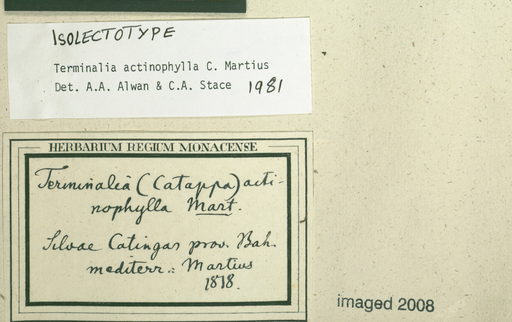 ISOLECTOTYPE
Terminalia actinophylla C. Martius
Det. A.A. Alwan & C.A. Stace 1981
HERBARIUM REGIUM MONACENSE
Terminalia (Catappa) acti-
nophylla Mart.
Silvae Catingas prov. Bah.
mediterr.: Martius
1818.
imaged 2008